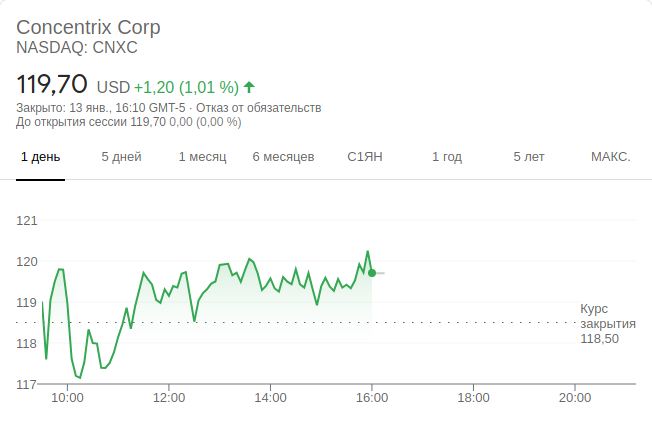 Concentrix Corp
NASDAQ: CNXC
119,70 USD +1,20 (1,01 %)
Закрыто: 13 янв., 16:10 GMT-5 · Отказ от обязательств
До открытия сессии 119,70 0,00 (0,00 %)
1 день 5 дней 1 месяц 6 месяцев С1ЯН 1 год 5 лет МАКС.
121
120
119
118
117
Курс
закрытия
118,50
10:00 12:00 14:00 16:00 18:00 20:00